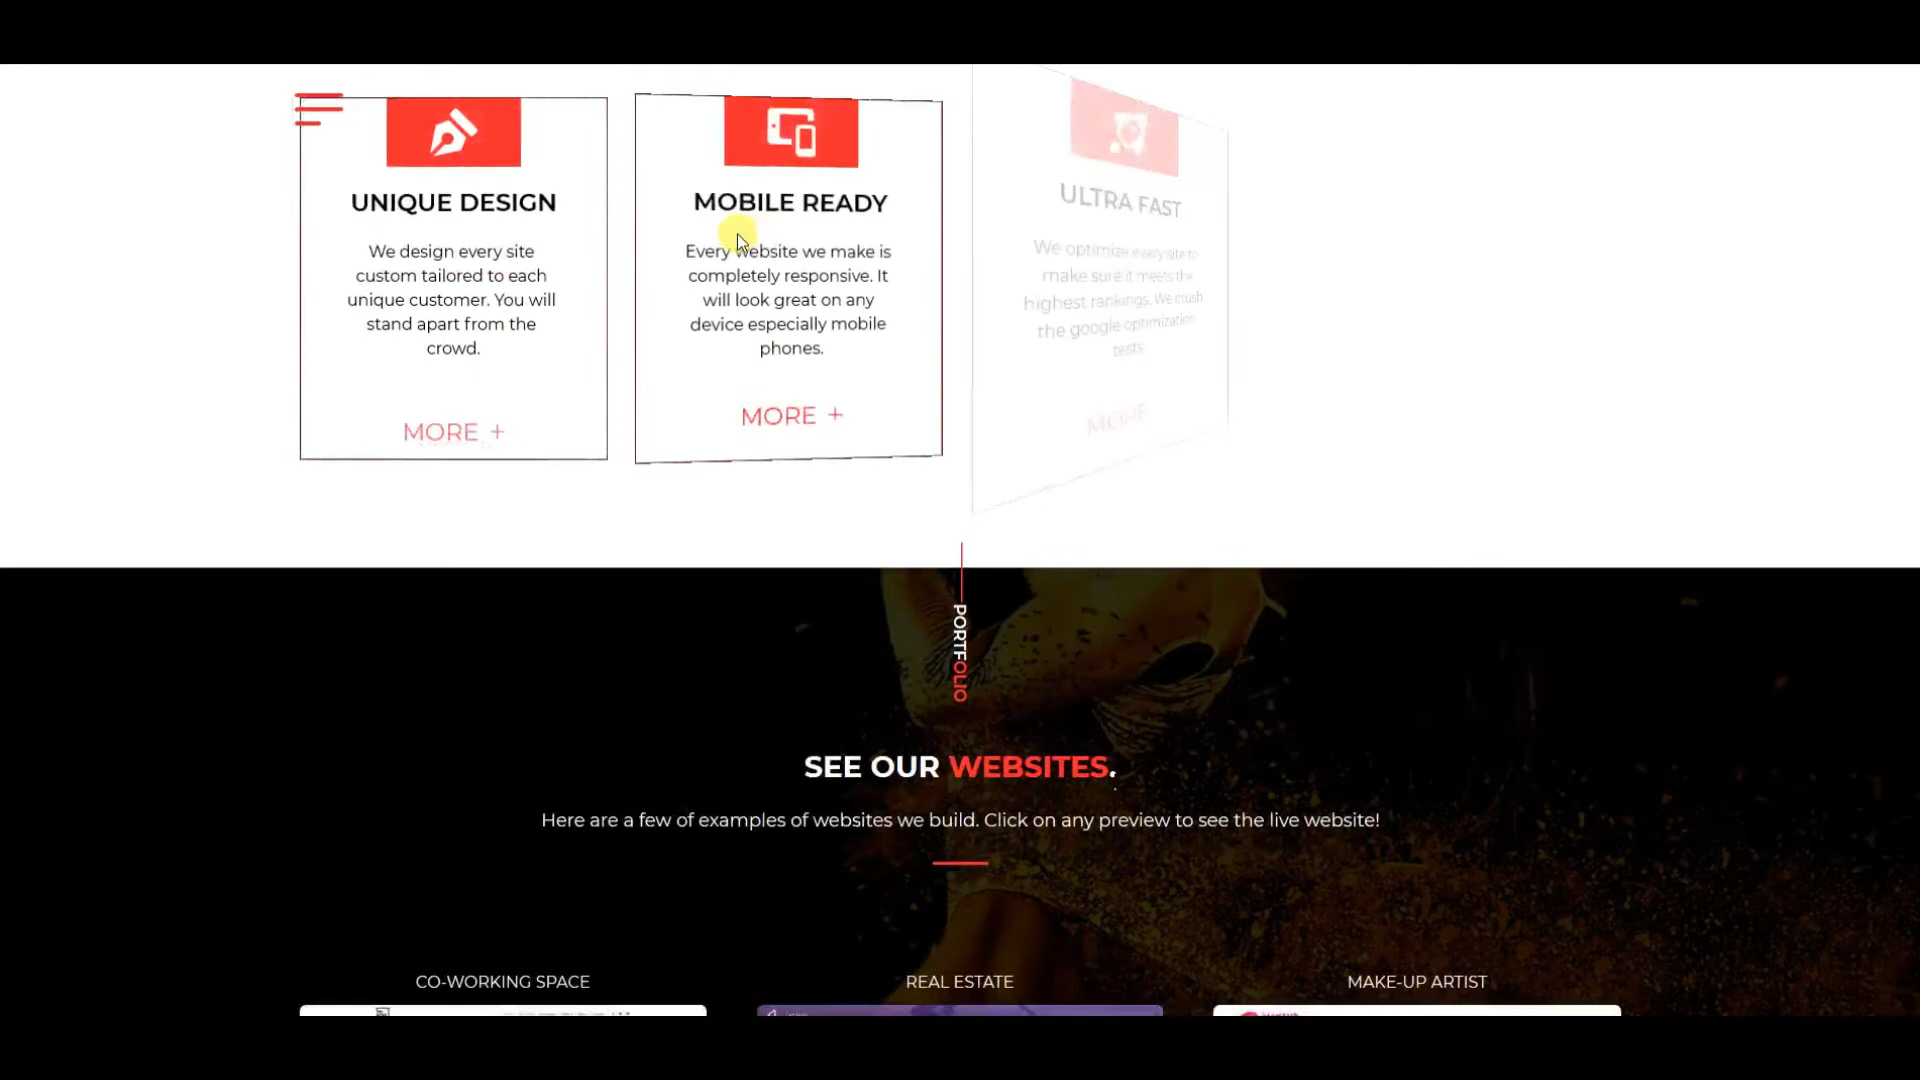 UNIQUE DESIGN
We design every site
custom tailored to each
unique customer. You will
stand apart from the
crowd.
MORE +
MOBILE READY
Every website we make is
completely responsive. It
will look great on any
device especially mobile
phones.
MORE +
ULTRA FAST
We optimize every site to
make sure it meets the
highest rankings. We crush
the google optimization
tests.
MORE
PORTFOLIO
SEE OUR WEBSITES.
Here are a few of examples of websites we build. Click on any preview to see the live website!
CO-WORKING SPACE
REAL ESTATE
MAKE-UP ARTIST